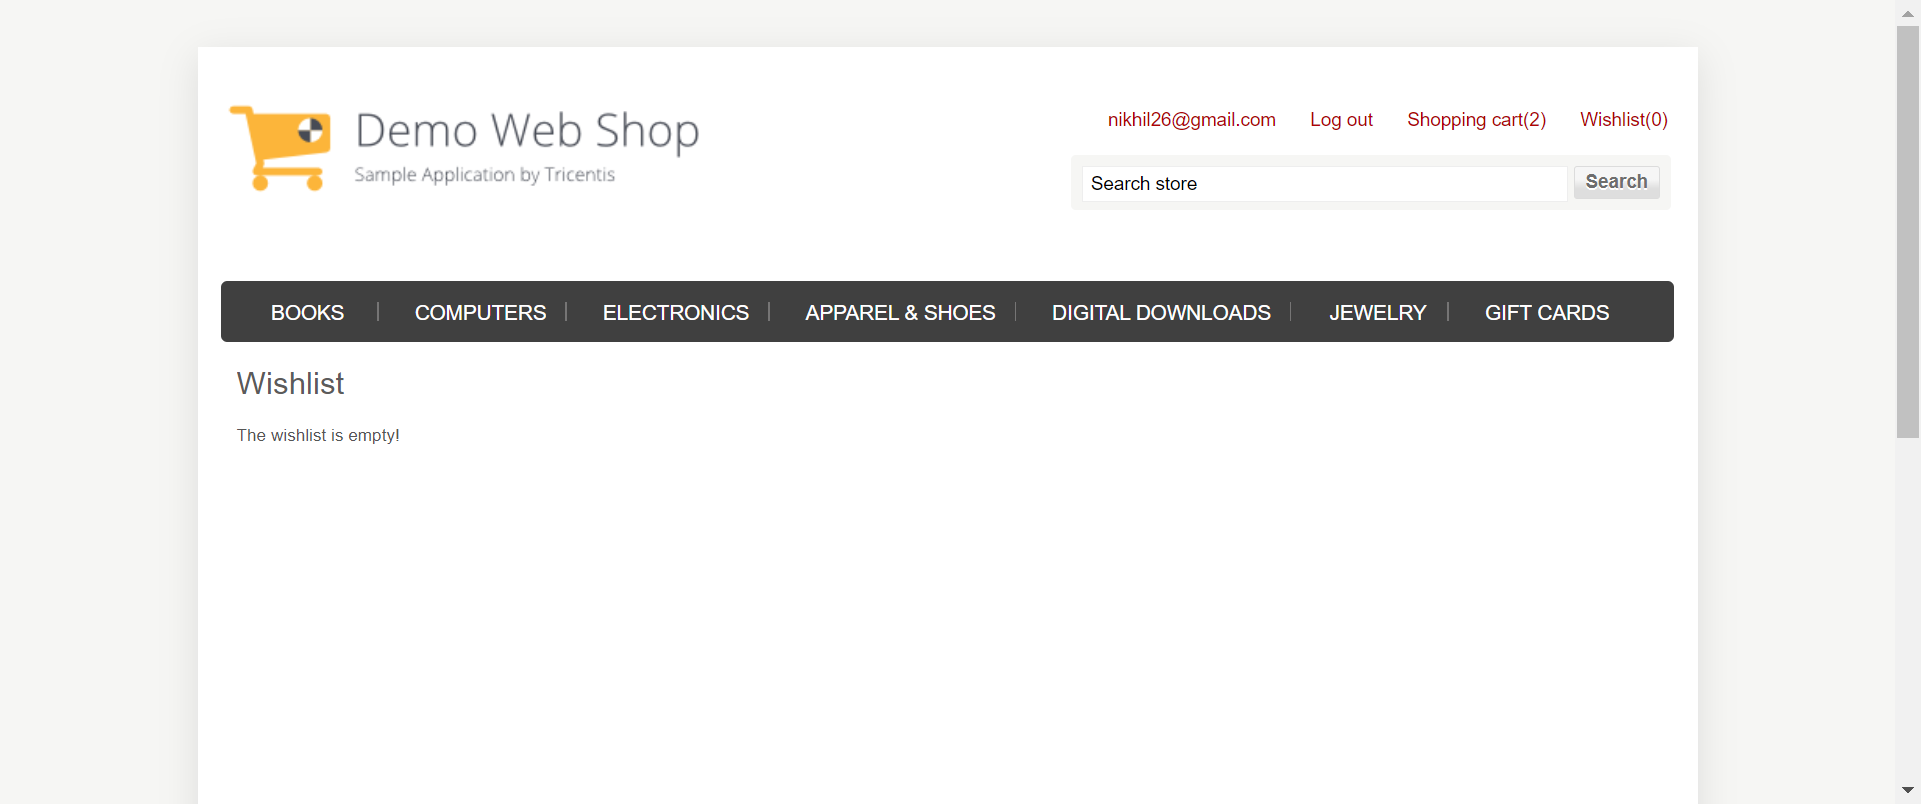 Demo Web Shop
Sample Application by Tricentis
nikhil26@gmail.com Log out Shopping cart(2) Wishlist(0)
Search store Search
BOOKS COMPUTERS ELECTRONICS APPAREL & SHOES DIGITAL DOWNLOADS JEWELRY GIFT CARDS
Wishlist
The wishlist is empty!